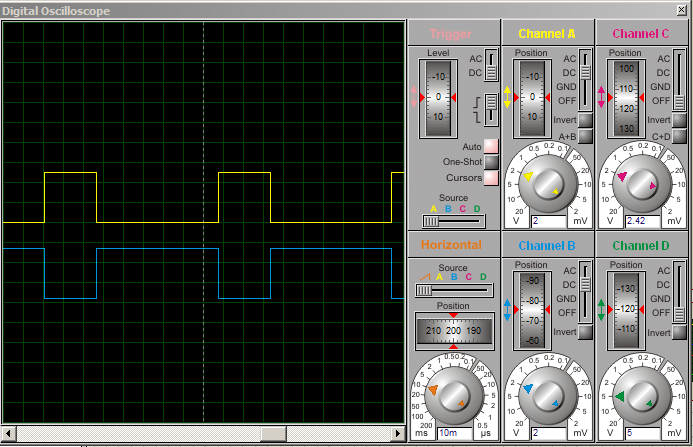 Digital Oscilloscope
Trigger
Level
-10
0
10
AC
DC
Auto
One-Shot
Cursors
Source
A B C D
Channel A
Position
-10
0
10
AC
DC
GND
OFF
Invert
A+B
2
1
0.5
0.2
0.1
50
20
10
5
2
5
10
20
V
2
mV
Channel C
Position
100
110
120
130
AC
DC
GND
OFF
Invert
C+D
2
1
0.5
0.2
0.1
50
20
10
5
2
5
10
20
V
2.42
mV
Horizontal
Source
A B C D
Position
210 200 190
200
100
50
20
10
5
2
1
0.5
0.2
0.1
50
20
10
5
2
1
0.5
ms
10m
µs
Channel B
Position
-90
-80
-70
-60
AC
DC
GND
OFF
Invert
2
1
0.5
0.2
0.1
50
20
10
5
2
5
10
20
V
2
mV
Channel D
Position
-130
-120
-110
AC
DC
GND
OFF
Invert
2
1
0.5
0.2
0.1
50
20
10
5
2
5
10
20
V
5
mV